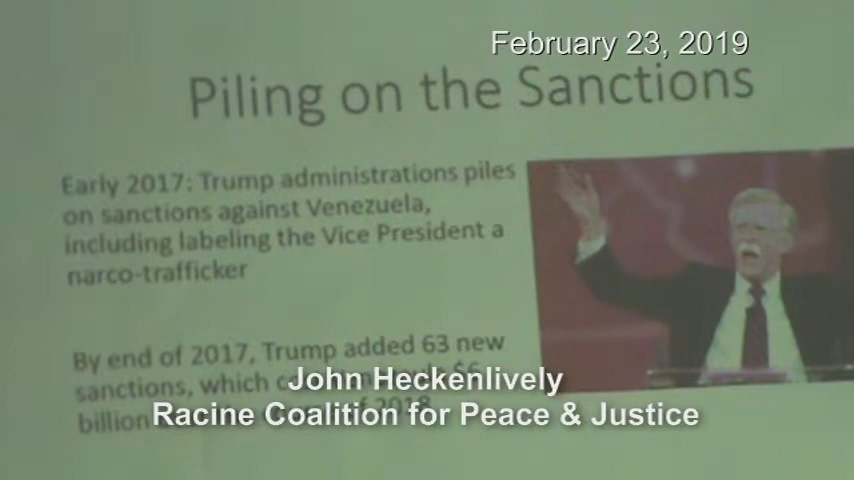 February 23, 2019
Piling on the Sanctions
Early 2017: Trump administrations piles
on sanctions against Venezuela,
including labeling the Vice President a
narco-trafficker
By end of 2017, Trump added 63 new
sanctions, which
John Heckenlively
billion 2018
Racine Coalition for Peace & Justice